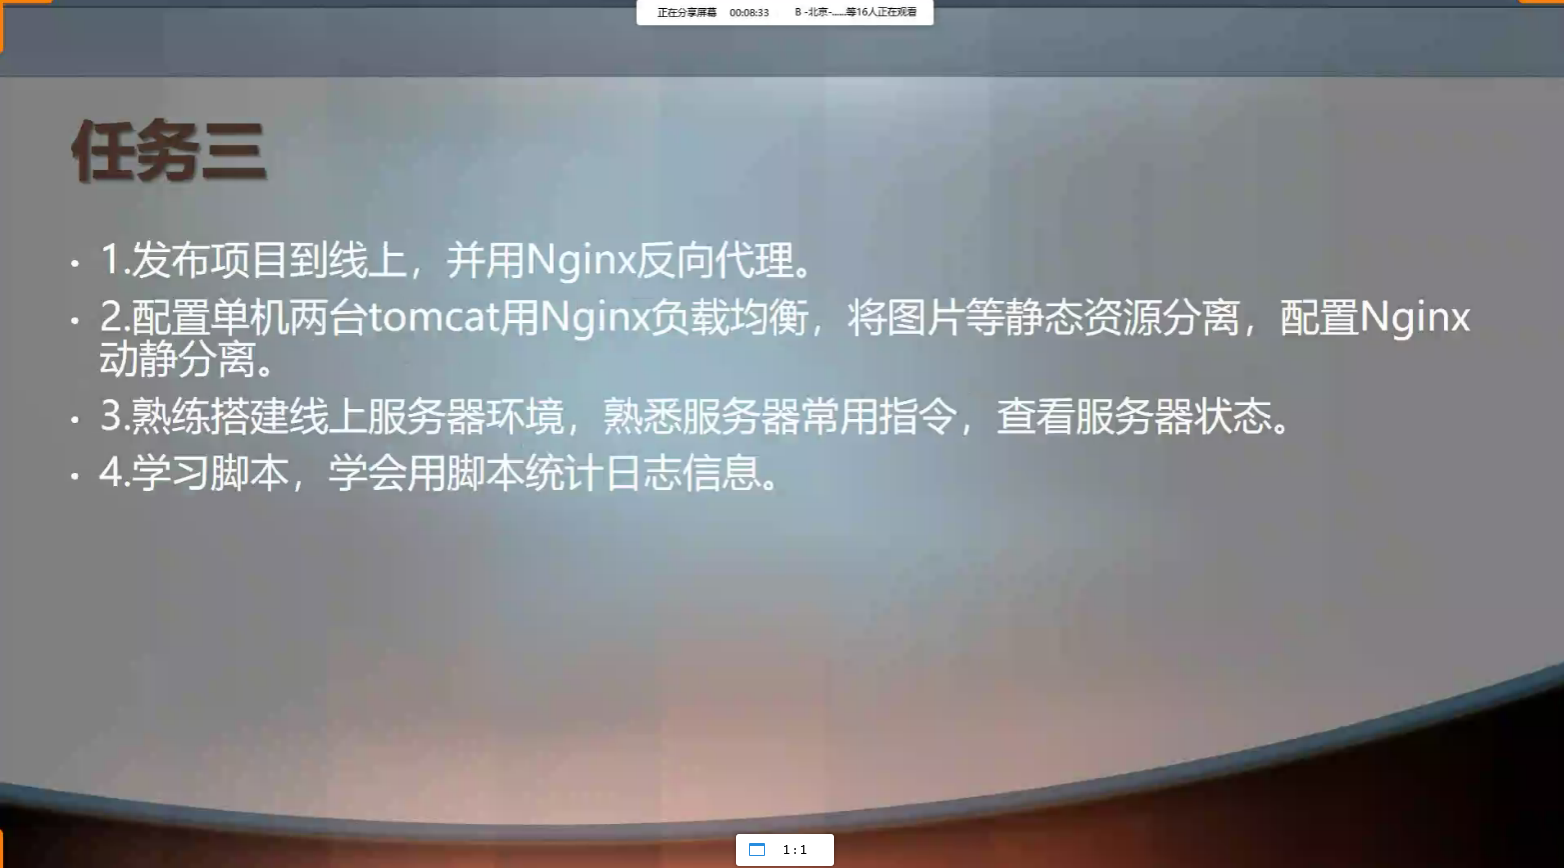 正在分享屏幕 00:08:33 B -北京-......等16人正在观看
任务三
• 1.发布项目到线上，并用Nginx反向代理。
• 2.配置单机两台tomcat用Nginx负载均衡，将图片等静态资源分离，配置Nginx
动静分离。
• 3.熟练搭建线上服务器环境，熟悉服务器常用指令，查看服务器状态。
• 4.学习脚本，学会用脚本统计日志信息。
1:1